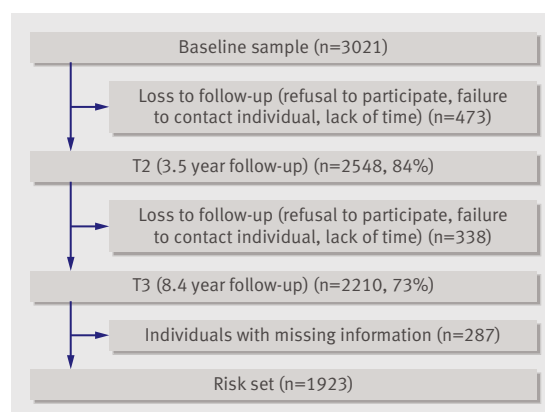 Baseline sample (n=3021)
Loss to follow-up (refusal to participate, failure
to contact individual, lack of time) (n=473)
T2 (3.5 year follow-up) (n=2548, 84%)
Loss to follow-up (refusal to participate, failure
to contact individual, lack of time) (n=338)
T3 (8.4 year follow-up) (n=2210, 73%)
Individuals with missing information (n=287)
Risk set (n=1923)